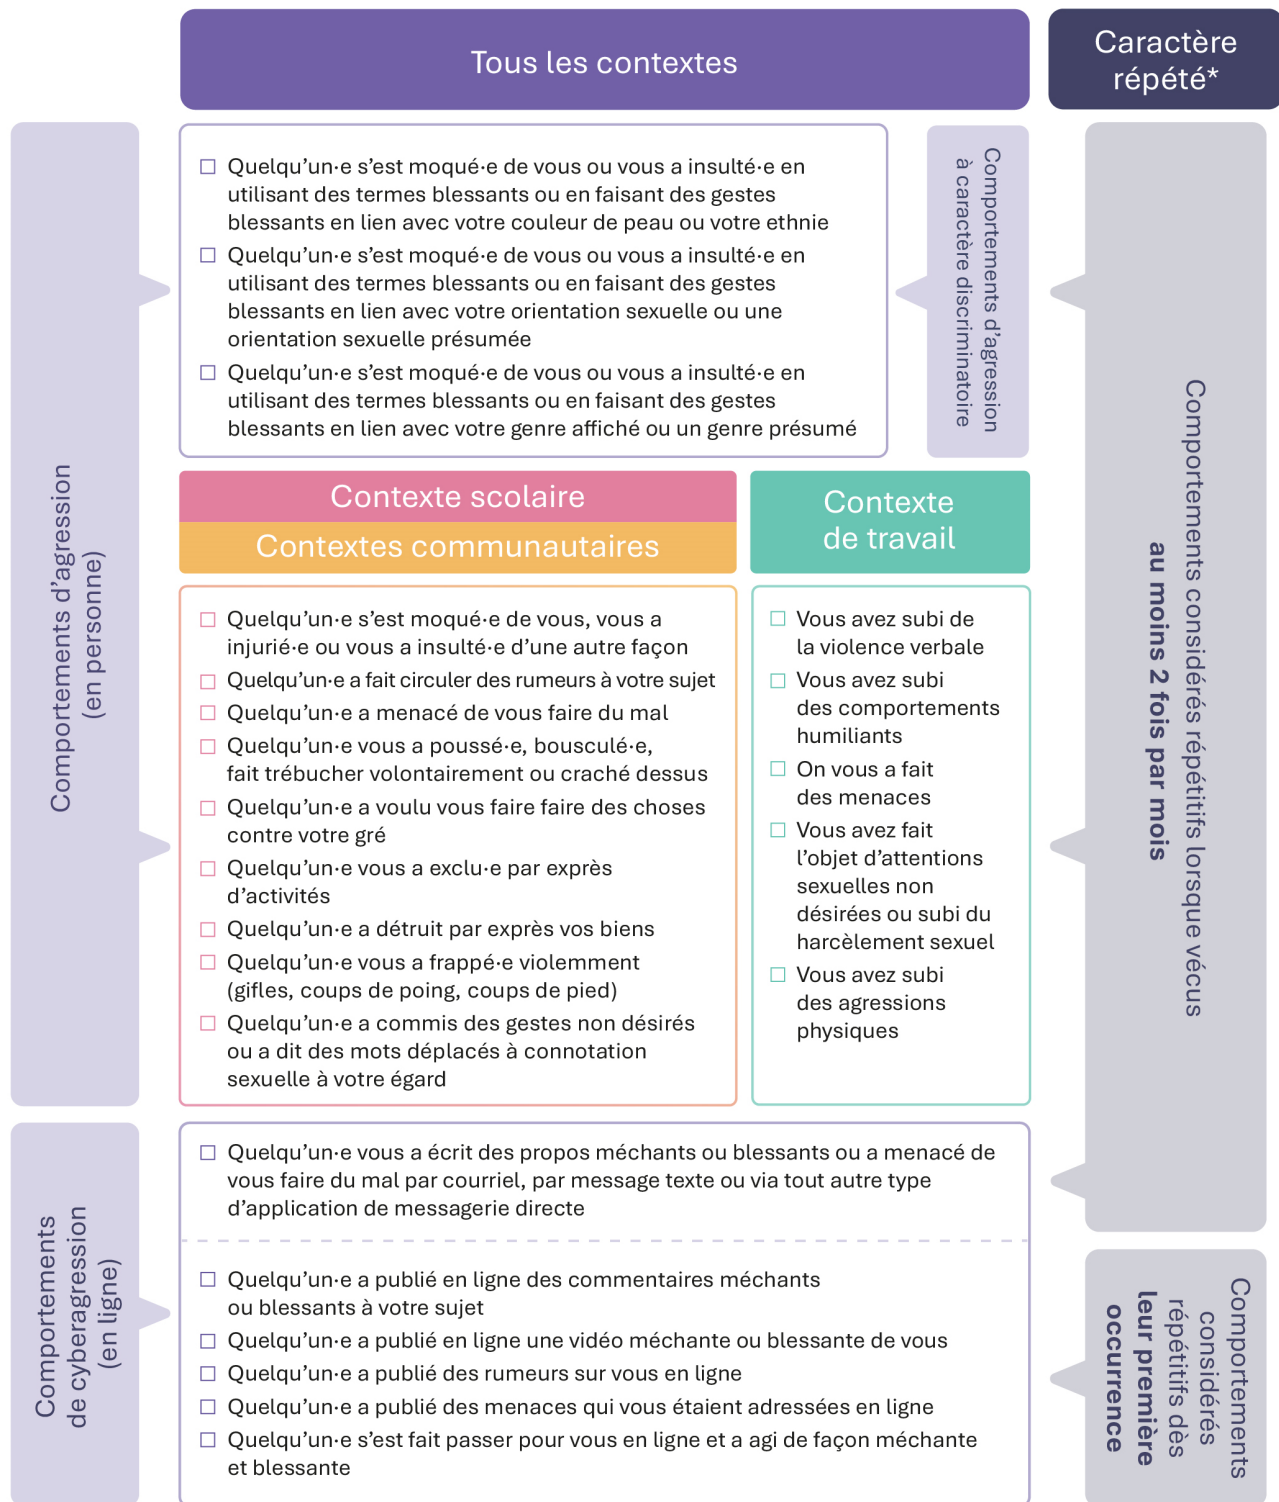 Tous les contextes
Caractère
répété*
Comportements d'agression
(en personne)
☐ Quelqu'un·e s'est moqué·e de vous ou vous a insulté·e en
utilisant des termes blessants ou en faisant des gestes
blessants en lien avec votre couleur de peau ou votre ethnie
☐ Quelqu'un·e s'est moqué·e de vous ou vous a insulté·e en
utilisant des termes blessants ou en faisant des gestes
blessants en lien avec votre orientation sexuelle ou une
orientation sexuelle présumée
☐ Quelqu'un·e s'est moqué·e de vous ou vous a insulté·e en
utilisant des termes blessants ou en faisant des gestes
blessants en lien avec votre genre affiché ou un genre présumé
Comportements d'agression
à caractère discriminatoire
Comportements considérés répétitifs lorsque vécus
au moins 2 fois par mois
Contexte scolaire
Contextes communautaires
☐ Quelqu'un·e s'est moqué·e de vous, vous a
injurié·e ou vous a insulté·e d'une autre façon
☐ Quelqu'un·e a fait circuler des rumeurs à votre sujet
☐ Quelqu'un·e a menacé de vous faire du mal
☐ Quelqu'un·e vous a poussé·e, bousculé·e,
fait trébucher volontairement ou craché dessus
☐ Quelqu'un·e a voulu vous faire faire des choses
contre votre gré
☐ Quelqu'un·e vous a exclu·e par exprès
d'activités
☐ Quelqu'un·e a détruit par exprès vos biens
☐ Quelqu'un·e vous a frappé·e violemment
(gifles, coups de poing, coups de pied)
☐ Quelqu'un·e a commis des gestes non désirés
ou a dit des mots déplacés à connotation
sexuelle à votre égard
Contexte
de travail
☐ Vous avez subi de
la violence verbale
☐ Vous avez subi
des comportements
humiliants
☐ On vous a fait
des menaces
☐ Vous avez fait
l'objet d'attentions
sexuelles non
désirées ou subi du
harcèlement sexuel
☐ Vous avez subi
des agressions
physiques
Comportements
de cyberagression
(en ligne)
☐ Quelqu'un·e vous a écrit des propos méchants ou blessants ou a menacé de
vous faire du mal par courriel, par message texte ou via tout autre type
d'application de messagerie directe
☐ Quelqu'un·e a publié en ligne des commentaires méchants
ou blessants à votre sujet
☐ Quelqu'un·e a publié en ligne une vidéo méchante ou blessante de vous
☐ Quelqu'un·e a publié des rumeurs sur vous en ligne
☐ Quelqu'un·e a publié des menaces qui vous étaient adressées en ligne
☐ Quelqu'un·e s'est fait passer pour vous en ligne et a agi de façon méchante
et blessante
Comportements
considérés
répétitifs dès
leur première
occurrence